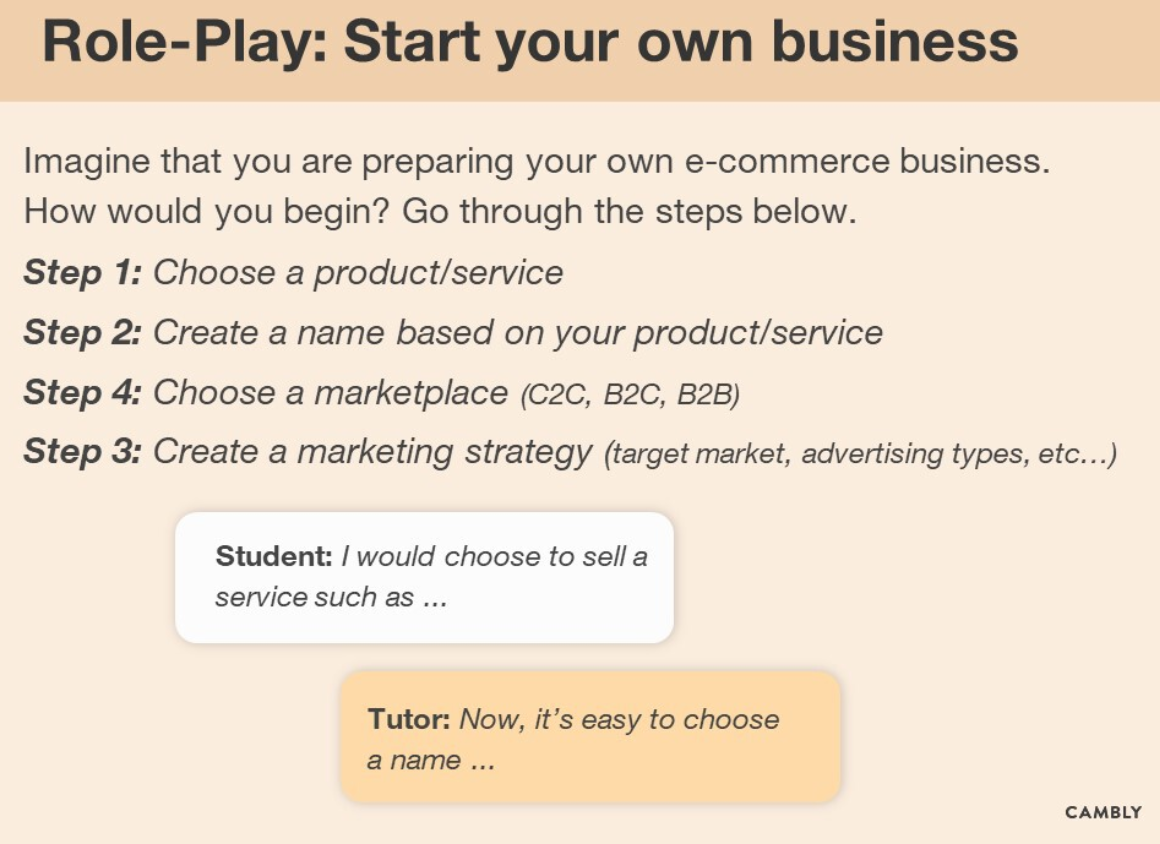 Role-Play: Start your own business
Imagine that you are preparing your own e-commerce business.
How would you begin? Go through the steps below.
Step 1: Choose a product/service
Step 2: Create a name based on your product/service
Step 4: Choose a marketplace (C2C, B2C, B2B)
Step 3: Create a marketing strategy (target market, advertising types, etc...)
Student: I would choose to sell a
service such as ...
Tutor: Now, it’s easy to choose
a name ...
CAMBLY